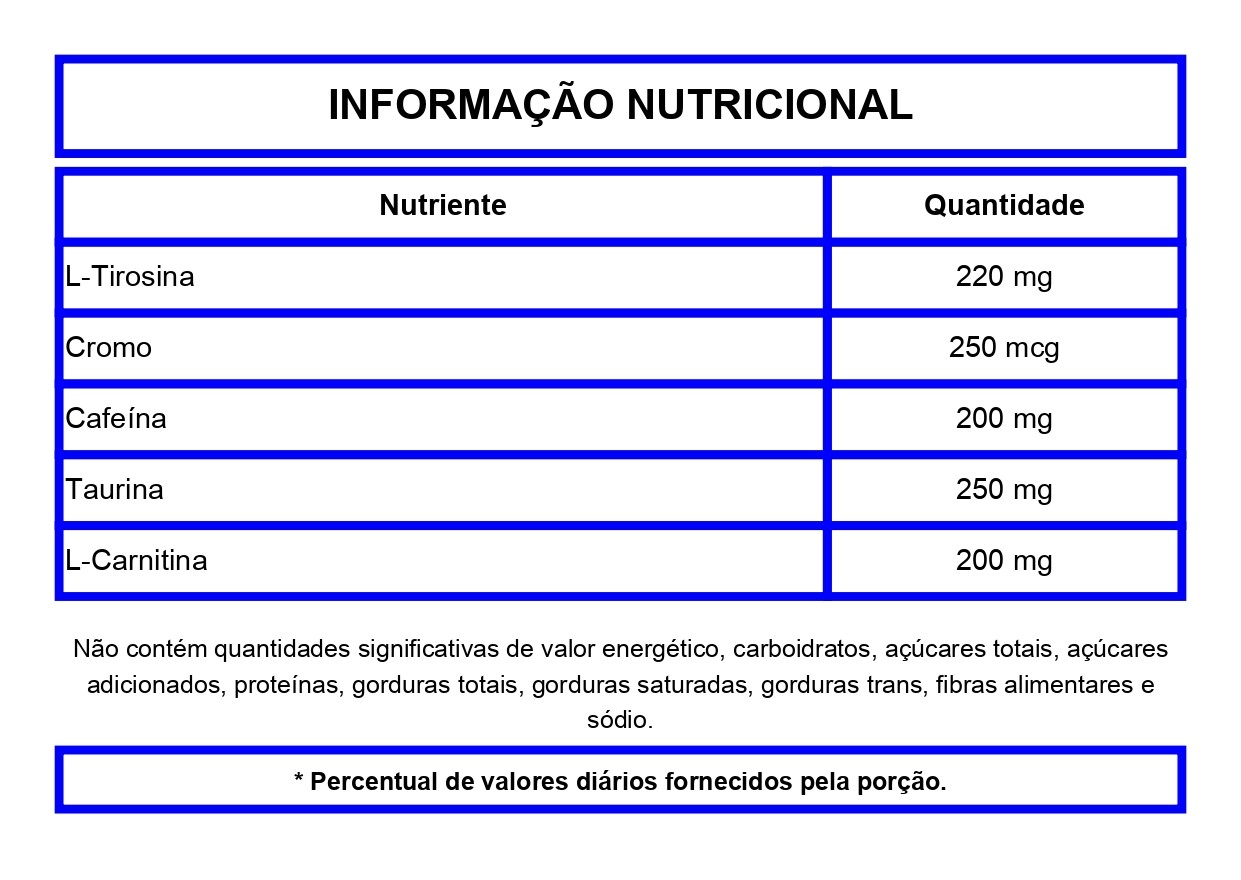 INFORMAÇÃO NUTRICIONAL
Nutriente Quantidade
L-Tirosina 220 mg
Cromo 250 mcg
Cafeína 200 mg
Taurina 250 mg
L-Carnitina 200 mg
Não contém quantidades significativas de valor energético, carboidratos, açúcares totais, açúcares
adicionados, proteínas, gorduras totais, gorduras saturadas, gorduras trans, fibras alimentares e
sódio.
* Percentual de valores diários fornecidos pela porção.